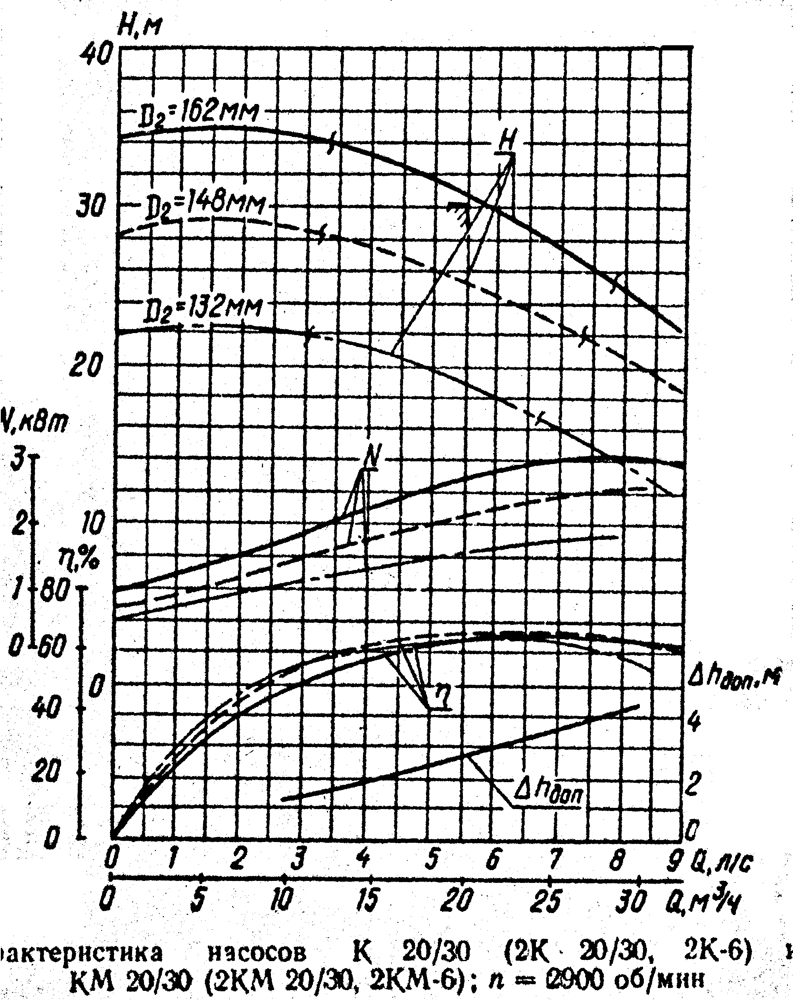 H, м
40
D₂=162мм
H
30
D₂=148мм
D₂=132мм
20
N, кВт
3
N
2
10
η, %
1
80
0
60
0
Δhдоп, м
η
40
4
20
Δhдоп
2
0
0
0 1 2 3 4 5 6 7 8 9 Q, л/с
0 5 10 15 20 25 30 Q, м³/ч
рактеристика насосов К 20/30 (2К 20/30, 2К-6) и
КМ 20/30 (2КМ 20/30, 2КМ-6); n = 2900 об/мин